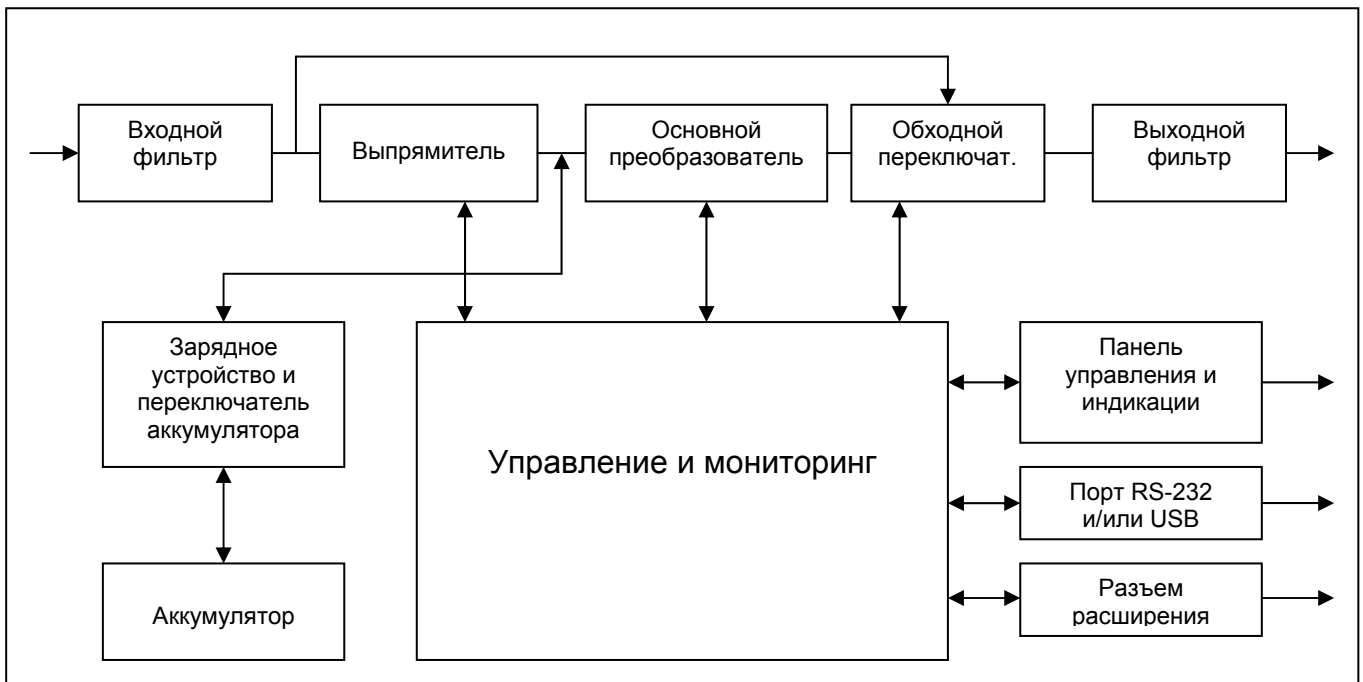 Входной
фильтр
Выпрямитель
Основной
преобразователь
Обходной
переключат.
Выходной
фильтр
Зарядное
устройство и
переключатель
аккумулятора
Управление и мониторинг
Панель
управления и
индикации
Порт RS-232
и/или USB
Аккумулятор
Разъем
расширения